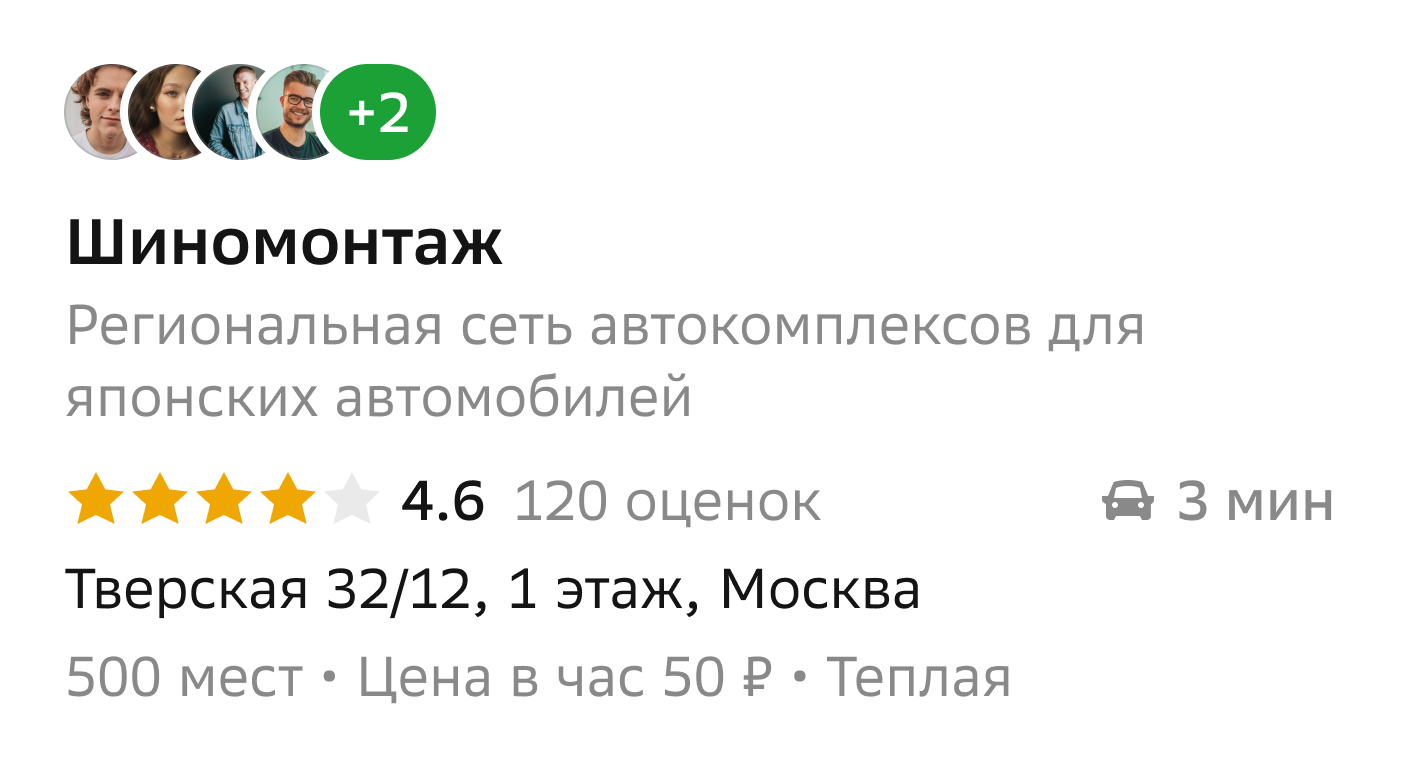 +2
Шиномонтаж
Региональная сеть автокомплексов для
японских автомобилей
4.6 120 оценок 3 мин
Тверская 32/12, 1 этаж, Москва
500 мест • Цена в час 50 ₽ • Теплая